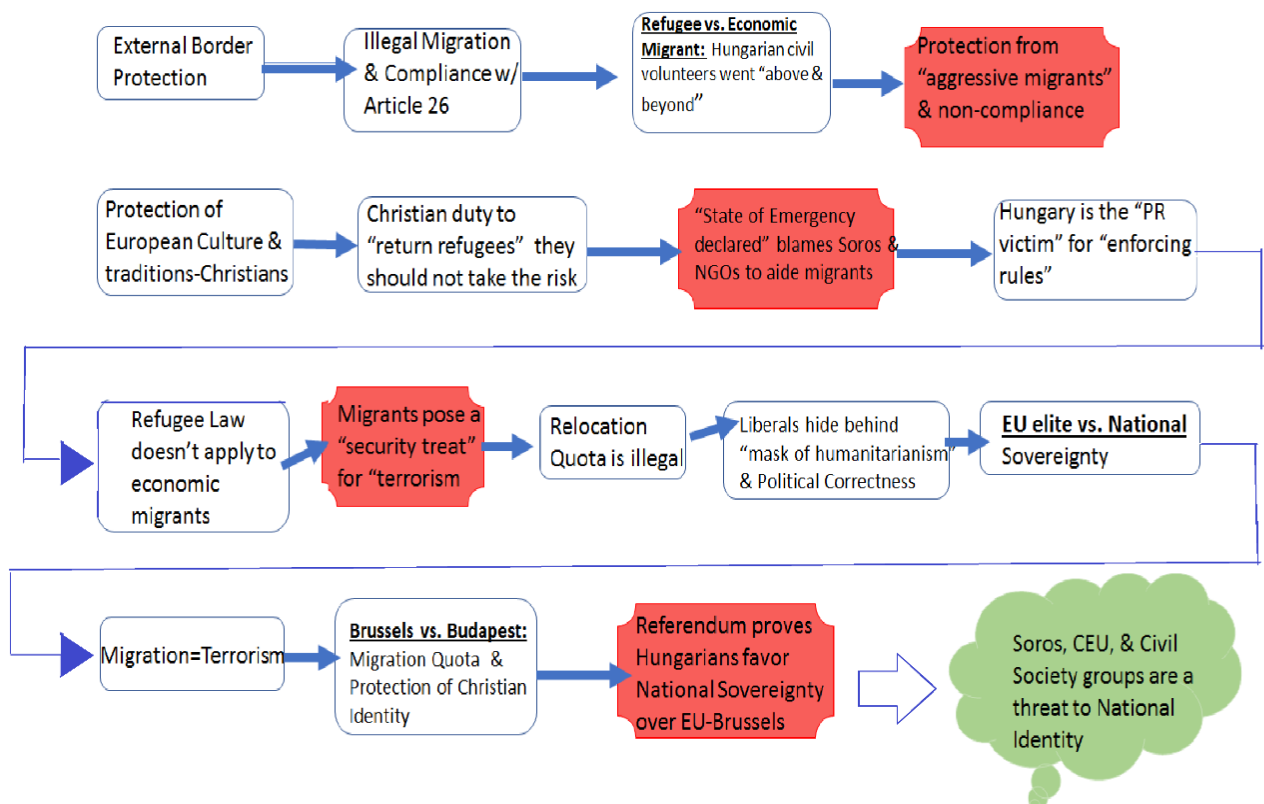 External Border
Protection
Illegal Migration
& Compliance w/
Article 26
Refugee vs. Economic
Migrant: Hungarian civil
volunteers went “above &
beyond”
Protection from
“aggressive migrants”
& non-compliance
Protection of
European Culture &
traditions-Christians
Christian duty to
“return refugees” they
should not take the risk
“State of Emergency
declared” blames Soros &
NGOs to aide migrants
Hungary is the “PR
victim” for “enforcing
rules”
Refugee Law
doesn’t apply to
economic
migrants
Migrants pose a
“security treat”
for “terrorism
Relocation
Quota is illegal
Liberals hide behind
“mask of humanitarianism”
& Political Correctness
EU elite vs. National
Sovereignty
Migration=Terrorism
Brussels vs. Budapest:
Migration Quota &
Protection of Christian
Identity
Referendum proves
Hungarians favor
National Sovereignty
over EU-Brussels
Soros, CEU, & Civil
Society groups are a
threat to National
Identity